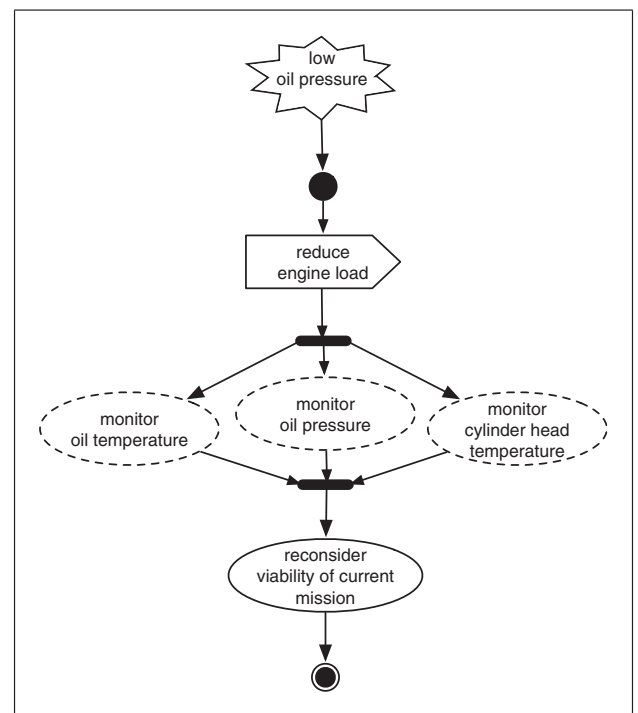 low
oil pressure
reduce
engine load
monitor
oil temperature
monitor
oil pressure
monitor
cylinder head
temperature
reconsider
viability of current
mission